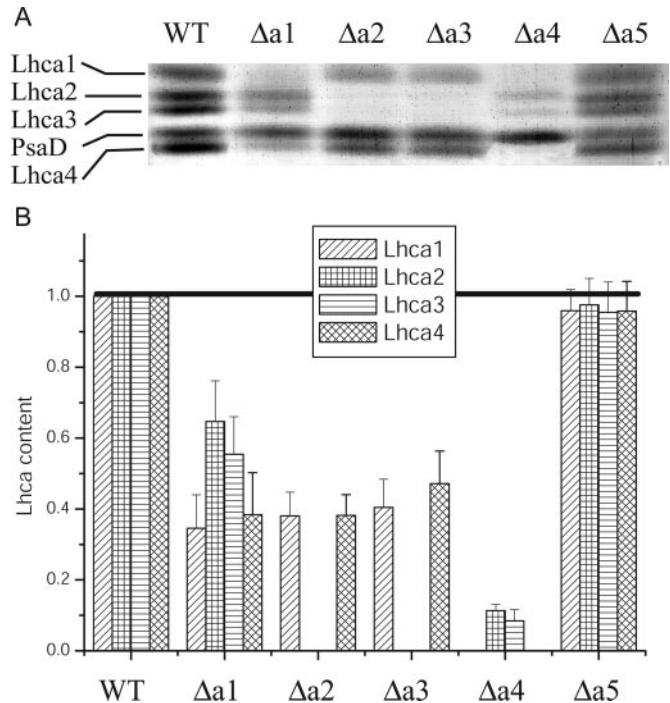 A
WT Δa1 Δa2 Δa3 Δa4 Δa5
Lhca1
Lhca2
Lhca3
PsaD
Lhca4
B
Lhca1
Lhca2
Lhca3
Lhca4
1.0
0.8
0.6
0.4
0.2
0.0
Lhca content
WT Δa1 Δa2 Δa3 Δa4 Δa5